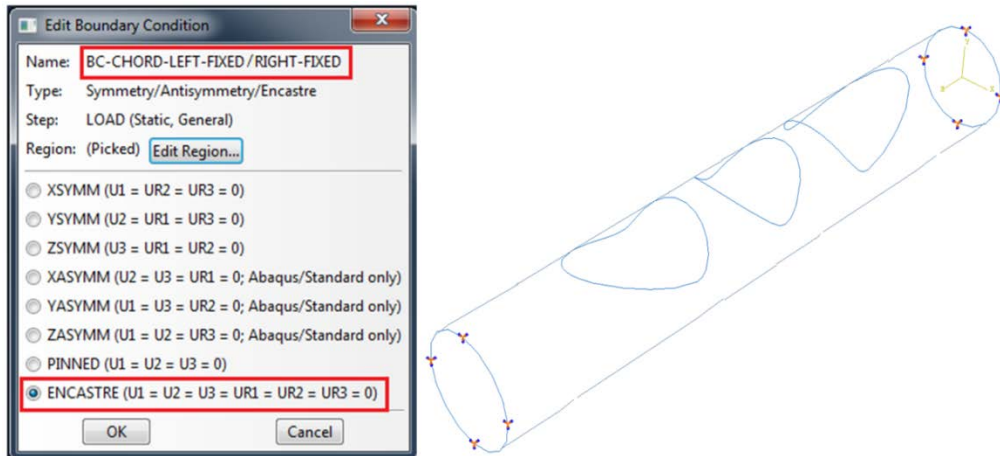 Edit Boundary Condition
Name: BC-CHORD-LEFT-FIXED/RIGHT-FIXED
Type: Symmetry/Antisymmetry/Encastre
Step: LOAD (Static, General)
Region: (Picked) Edit Region...
XSYMM (U1 = UR2 = UR3 = 0)
YSYMM (U2 = UR1 = UR3 = 0)
ZSYMM (U3 = UR1 = UR2 = 0)
XASYMM (U2 = U3 = UR1 = 0; Abaqus/Standard only)
YASYMM (U1 = U3 = UR2 = 0; Abaqus/Standard only)
ZASYMM (U1 = U2 = UR3 = 0; Abaqus/Standard only)
PINNED (U1 = U2 = U3 = 0)
ENCASTRE (U1 = U2 = U3 = UR1 = UR2 = UR3 = 0)
OK Cancel
Y
Z X